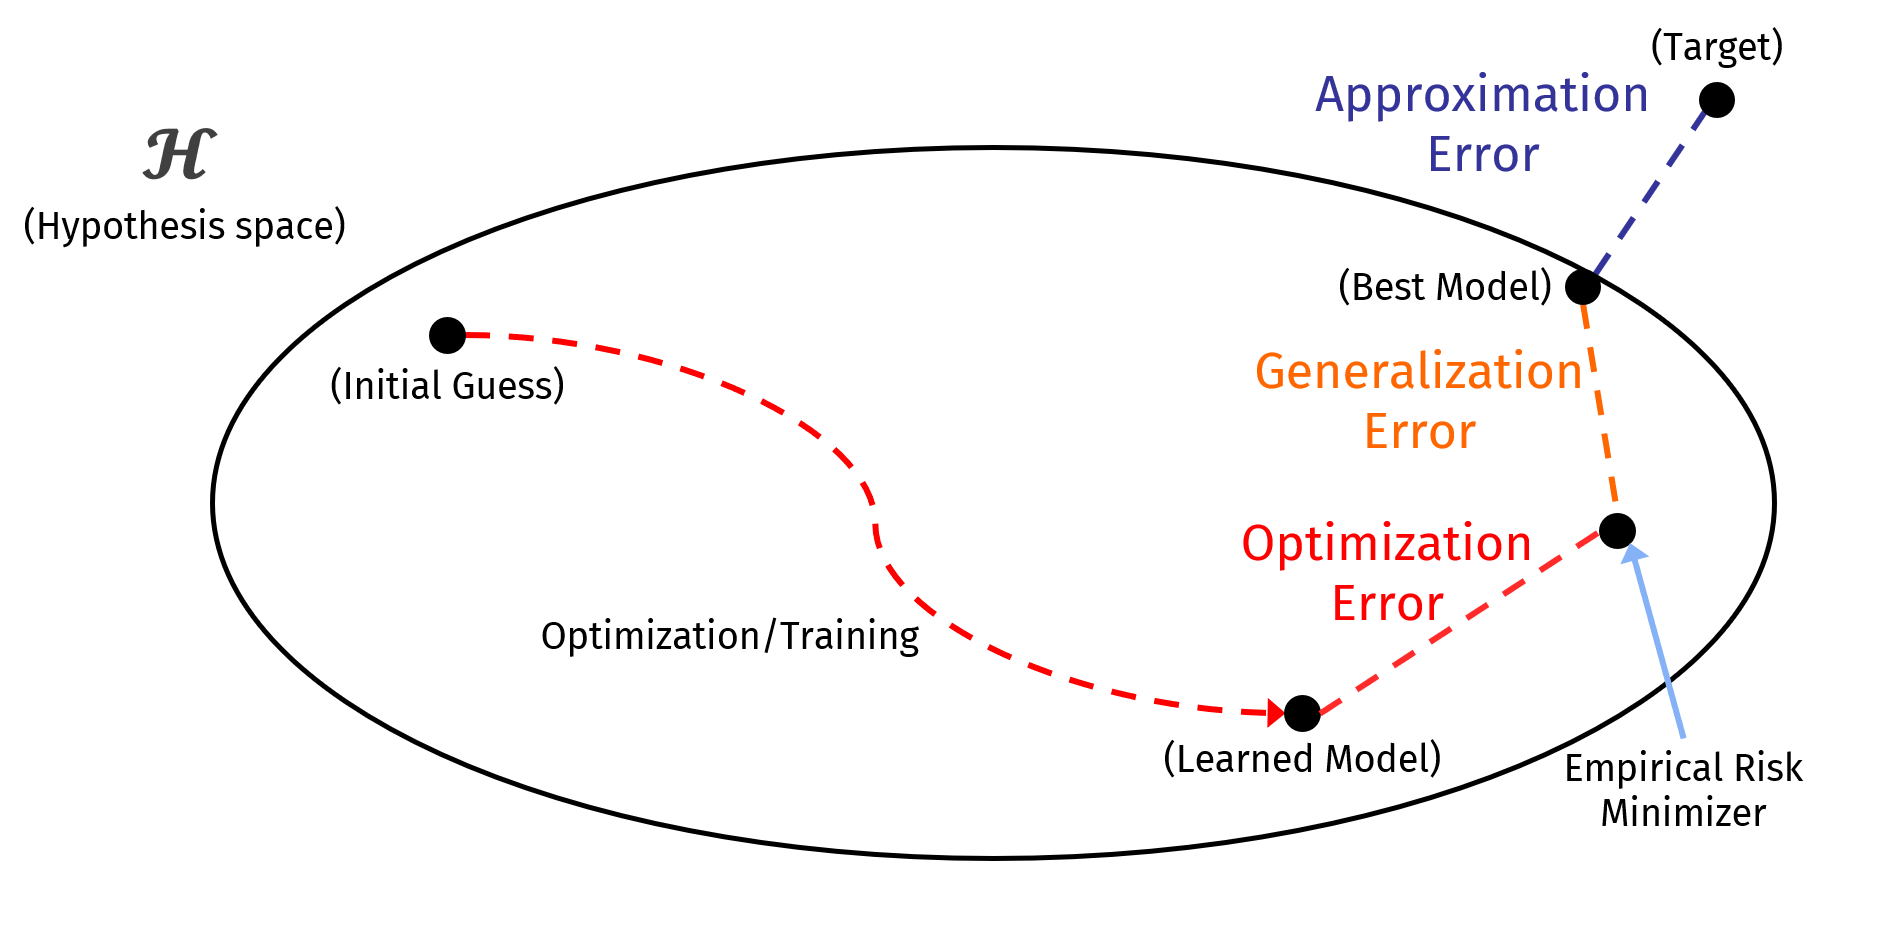 (Target)
Approximation
Error
ℋ
(Hypothesis space)
(Best Model)
(Initial Guess)
Generalization
Error
Optimization
Error
Optimization/Training
(Learned Model)
Empirical Risk
Minimizer